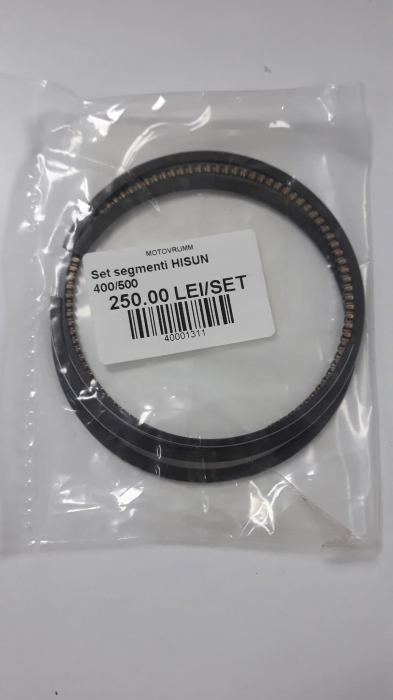 MOTOVRUMM
Set segmenti HISUN
400/500
250.00 LEI/SET
40001311